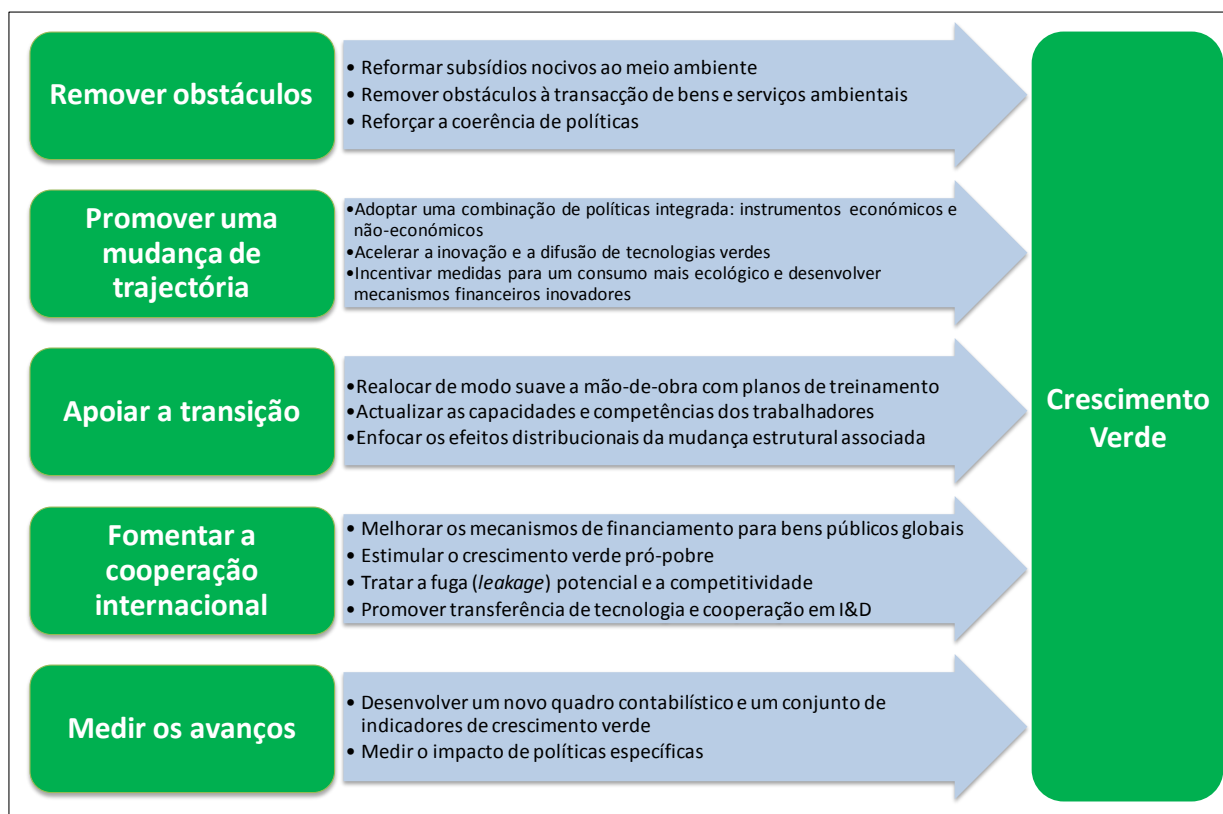 Remover obstáculos
• Reformar subsídios nocivos ao meio ambiente
• Remover obstáculos à transacção de bens e serviços ambientais
• Reforçar a coerência de políticas
Promover uma
mudança de
trajectória
•Adoptar uma combinação de políticas integrada: instrumentos económicos e
não-económicos
•Acelerar a inovação e a difusão de tecnologias verdes
•Incentivar medidas para um consumo mais ecológico e desenvolver
mecanismos financeiros inovadores
Apoiar a transição
•Realocar de modo suave a mão-de-obra com planos de treinamento
•Actualizar as capacidades e competências dos trabalhadores
•Enfocar os efeitos distribucionais da mudança estrutural associada
Fomentar a
cooperação
internacional
• Melhorar os mecanismos de financiamento para bens públicos globais
• Estimular o crescimento verde pró-pobre
• Tratar a fuga (leakage) potencial e a competitividade
• Promover transferência de tecnologia e cooperação em I&D
Medir os avanços
• Desenvolver um novo quadro contabilístico e um conjunto de
indicadores de crescimento verde
• Medir o impacto de políticas específicas
Crescimento
Verde